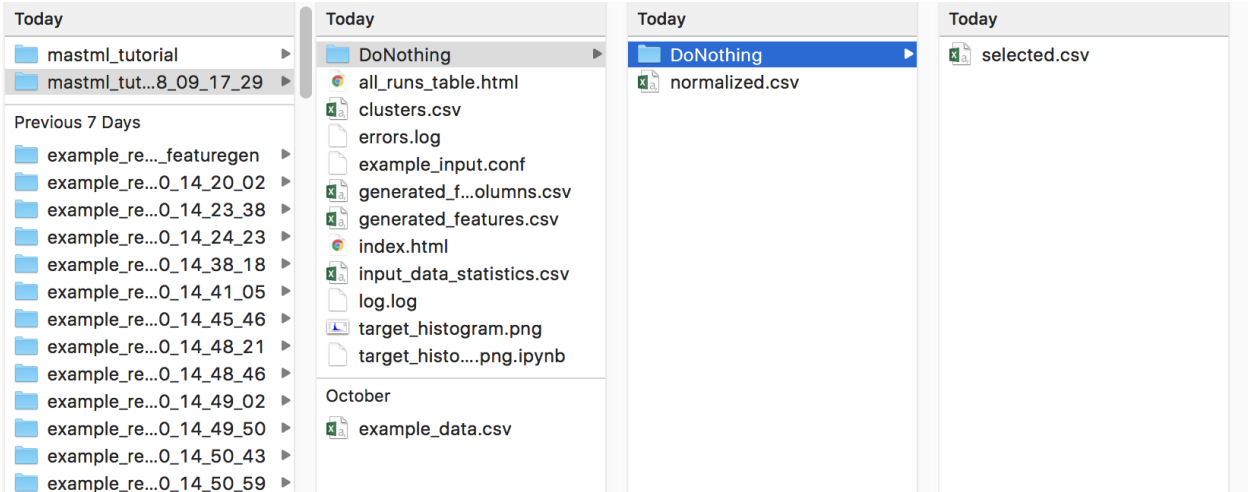 Today
mastml_tutorial
mastml_tut...8_09_17_29
Previous 7 Days
example_re..._featuregen
example_re...0_14_20_02
example_re...0_14_23_38
example_re...0_14_24_23
example_re...0_14_38_18
example_re...0_14_41_05
example_re...0_14_45_46
example_re...0_14_48_21
example_re...0_14_48_46
example_re...0_14_49_02
example_re...0_14_49_50
example_re...0_14_50_43
example_re...0_14_50_59
Today
DoNothing
all_runs_table.html
clusters.csv
errors.log
example_input.conf
generated_f...olumns.csv
generated_features.csv
index.html
input_data_statistics.csv
log.log
target_histogram.png
target_histo....png.ipynb
October
example_data.csv
Today
DoNothing
normalized.csv
Today
selected.csv